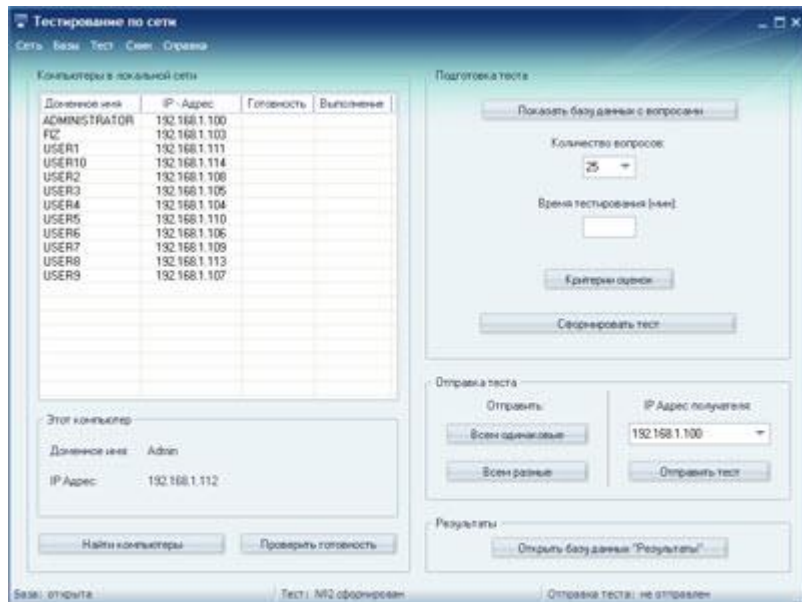 Тестирование по сети
Сеть Базы Тест Скин Справка
Компьютеры в локальной сети
Доменное имя IP - Адрес Готовность Выполнение
ADMINISTRATOR 192.168.1.100
FIZ 192.168.1.103
USER1 192.168.1.111
USER10 192.168.1.114
USER2 192.168.1.108
USER3 192.168.1.105
USER4 192.168.1.104
USER5 192.168.1.110
USER6 192.168.1.106
USER7 192.168.1.109
USER8 192.168.1.113
USER9 192.168.1.107
Этот компьютер
Доменное имя Admin
IP Адрес 192.168.1.112
Найти компьютеры Проверить готовность
Подготовка теста
Показать базу данных с вопросами
Количество вопросов:
25
Время тестирования (мин):
Критерии оценок
Сформировать тест
Отправка теста
Отправить:
Всем одинаковые
Всем разные
IP Адрес получателя:
192.168.1.100
Отправить тест
Результаты
Открыть базу данных "Результаты"
База: открыта Тест: №12 сформирован Отправка теста: не отправлен